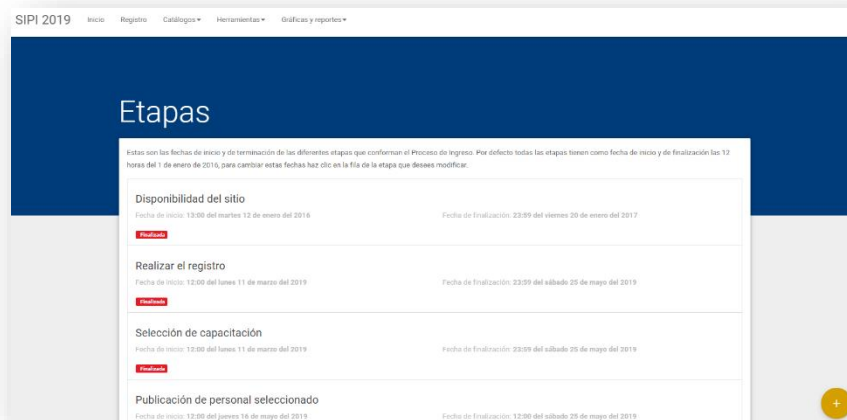 SIPI 2019 Inicio Registro Catálogos Herramientas Gráficas y reportes
Etapas
Estas son las fechas de inicio y de terminación de las diferentes etapas que conforman el Proceso de Ingreso. Por defecto todas las etapas tienen como fecha de inicio y de finalización las 12
horas del 1 de enero de 2016, para cambiar estas fechas haz clic en la fila de la etapa que desees modificar.
Disponibilidad del sitio
Fecha de inicio: 13:00 del martes 12 de enero del 2016 Fecha de finalización: 23:59 del viernes 20 de enero del 2017
Finalizada
Realizar el registro
Fecha de inicio: 12:00 del lunes 11 de marzo del 2019 Fecha de finalización: 23:59 del sábado 25 de mayo del 2019
Finalizada
Selección de capacitación
Fecha de inicio: 12:00 del lunes 11 de marzo del 2019 Fecha de finalización: 23:59 del sábado 25 de mayo del 2019
Finalizada
Publicación de personal seleccionado
Fecha de inicio: 12:00 del jueves 16 de mayo del 2019 Fecha de finalización: 12:00 del sábado 25 de mayo del 2019
+